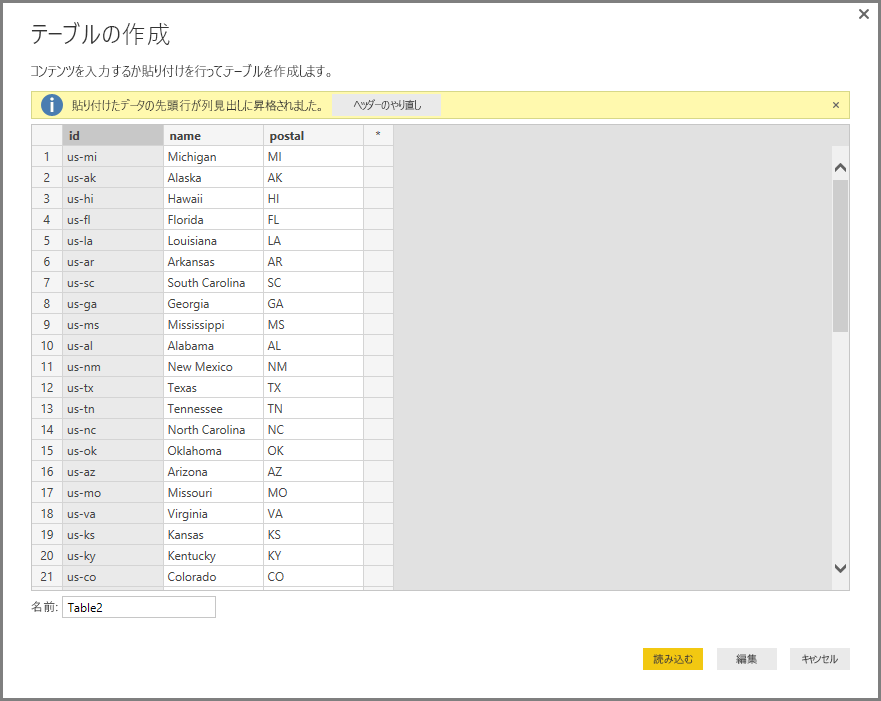 テーブルの作成
コンテンツを入力するか貼り付けを行ってテーブルを作成します。
貼り付けたデータの先頭行が列見出しに昇格されました。 ヘッダーのやり直し
id name postal *
1 us-mi Michigan MI
2 us-ak Alaska AK
3 us-hi Hawaii HI
4 us-fl Florida FL
5 us-la Louisiana LA
6 us-ar Arkansas AR
7 us-sc South Carolina SC
8 us-ga Georgia GA
9 us-ms Mississippi MS
10 us-al Alabama AL
11 us-nm New Mexico NM
12 us-tx Texas TX
13 us-tn Tennessee TN
14 us-nc North Carolina NC
15 us-ok Oklahoma OK
16 us-az Arizona AZ
17 us-mo Missouri MO
18 us-va Virginia VA
19 us-ks Kansas KS
20 us-ky Kentucky KY
21 us-co Colorado CO
名前: Table2
読み込む 編集 キャンセル